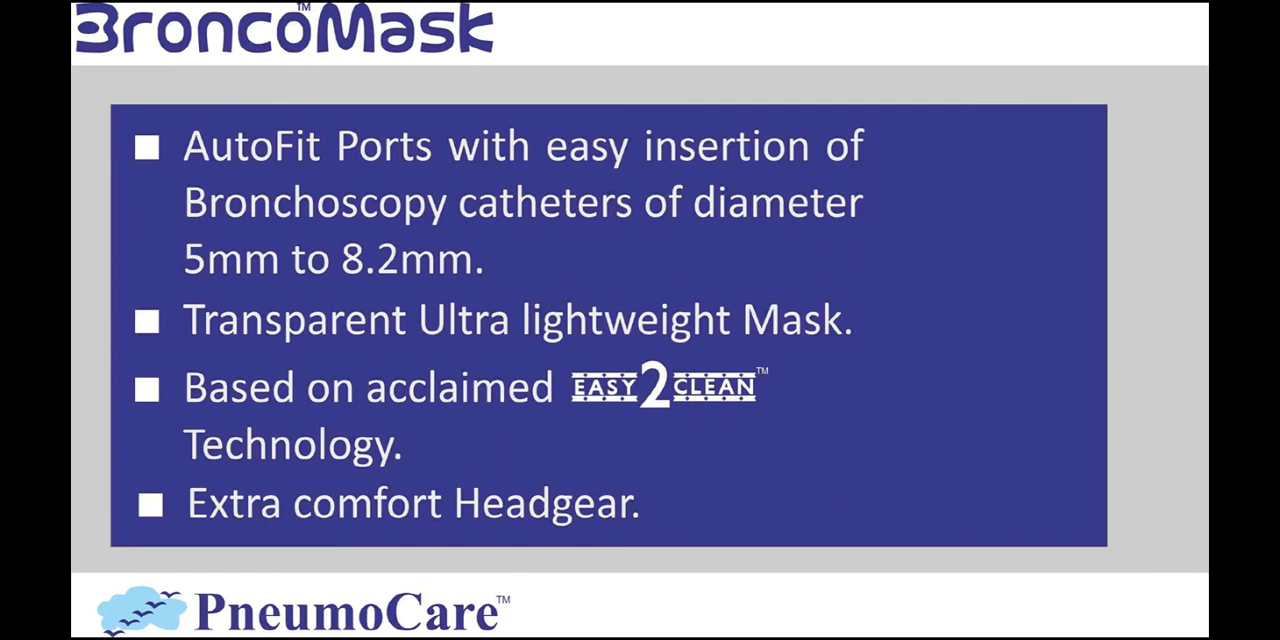 BroncoMask™
AutoFit Ports with easy insertion of
Bronchoscopy catheters of diameter
5mm to 8.2mm.
Transparent Ultra lightweight Mask.
Based on acclaimed EASY2CLEAN™
Technology.
Extra comfort Headgear.
PneumoCare™